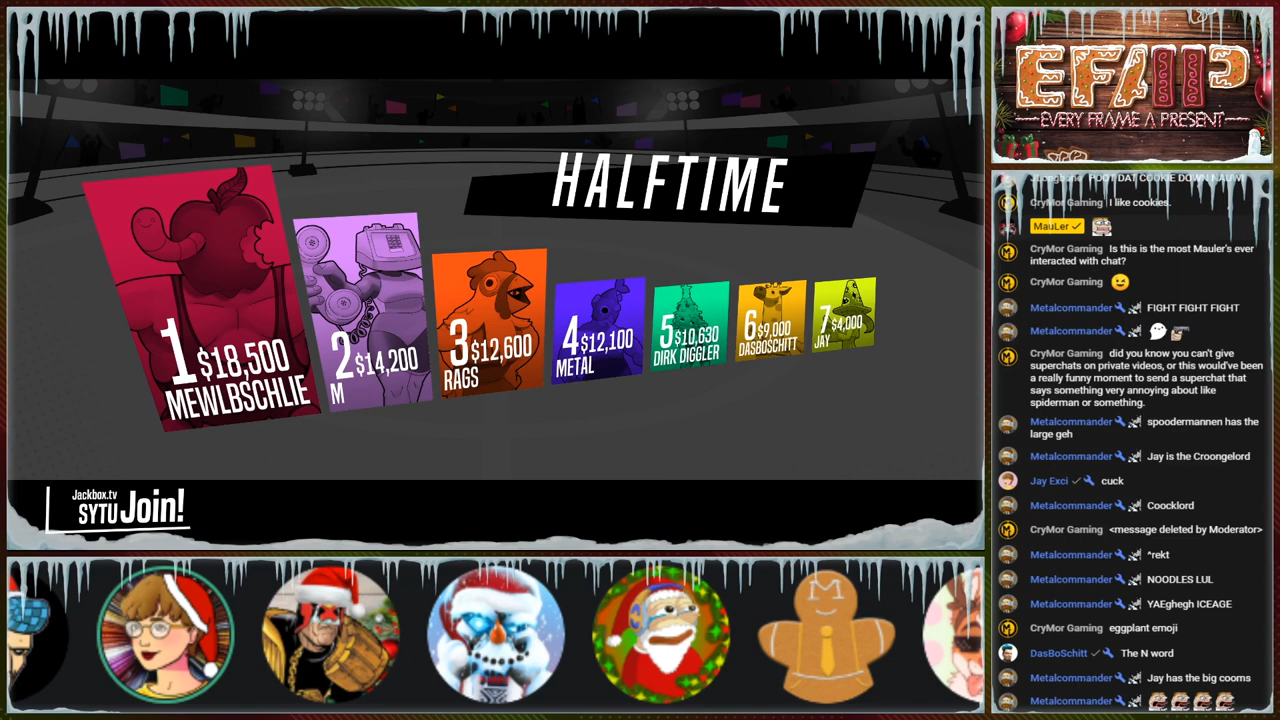 HALFTIME
1 $18,500
MEWLBSCHLIE
2 $14,200
M
3 $12,600
RAGS
4 $12,100
METAL
5 $10,630
DIRK DIGGLER
6 $9,000
DASBOSCHITT
7 $4,000
JAY
Jackbox.tv
SYTU Join!
EFAP
EVERY FRAME A PRESENT
POOT DAT COOKIE DOWN NAUW
CryMor Gaming I like cookies.
MauLer
CryMor Gaming Is this is the most Mauler's ever
interacted with chat?
CryMor Gaming
Metalcommander FIGHT FIGHT FIGHT
Metalcommander
CryMor Gaming did you know you can't give
superchats on private videos, or this would've been
a really funny moment to send a superchat that
says something very annoying about like
spiderman or something.
Metalcommander spoodermannen has the
large geh
Metalcommander Jay is the Croongelord
Jay Exci cuck
Metalcommander Coocklord
CryMor Gaming <message deleted by Moderator>
Metalcommander ^rekt
Metalcommander NOODLES LUL
Metalcommander YAEghegh ICEAGE
CryMor Gaming eggplant emoji
DasBoSchitt The N word
Metalcommander Jay has the big cooms
Metalcommander
M